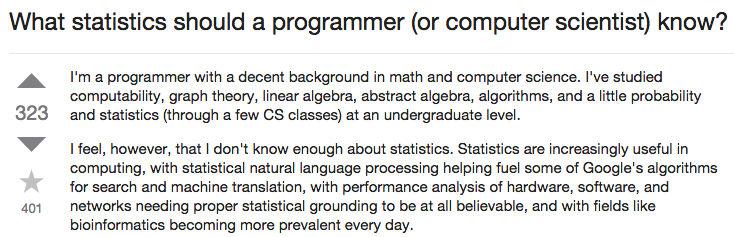 What statistics should a programmer (or computer scientist) know?
I'm a programmer with a decent background in math and computer science. I've studied
323
computability, graph theory, linear algebra, abstract algebra, algorithms, and a little probability
and statistics (through a few CS classes) at an undergraduate level.
I feel, however, that I don't know enough about statistics. Statistics are increasingly useful in
computing, with statistical natural language processing helping fuel some of Google's algorithms
for search and machine translation, with performance analysis of hardware, software, and
401
networks needing proper statistical grounding to be at all believable, and with fields like
bioinformatics becoming more prevalent every day.